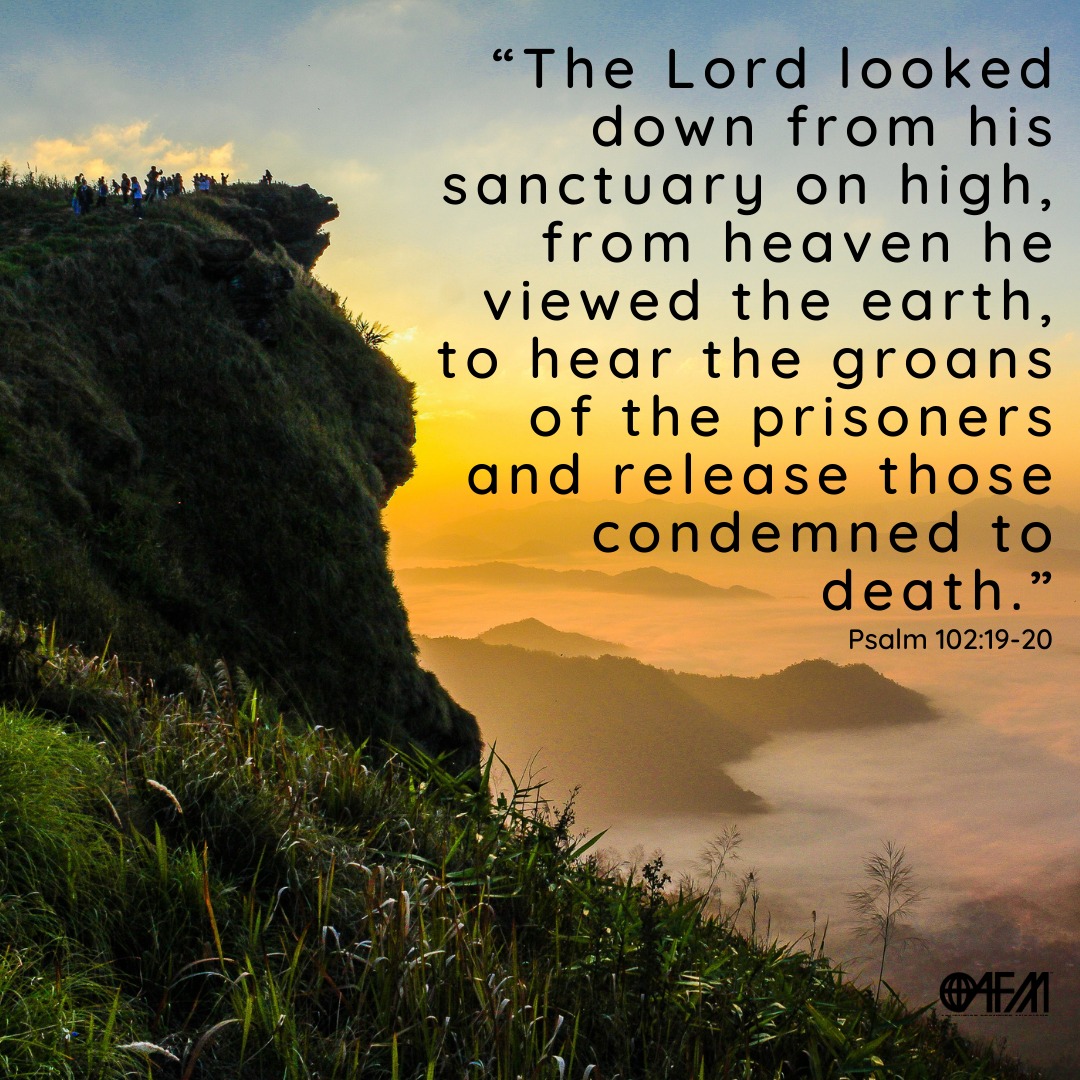 “The Lord looked
down from his
sanctuary on high,
from heaven he
viewed the earth,
to hear the groans
of the prisoners
and release those
condemned to
death.”
Psalm 102:19-20
AFM